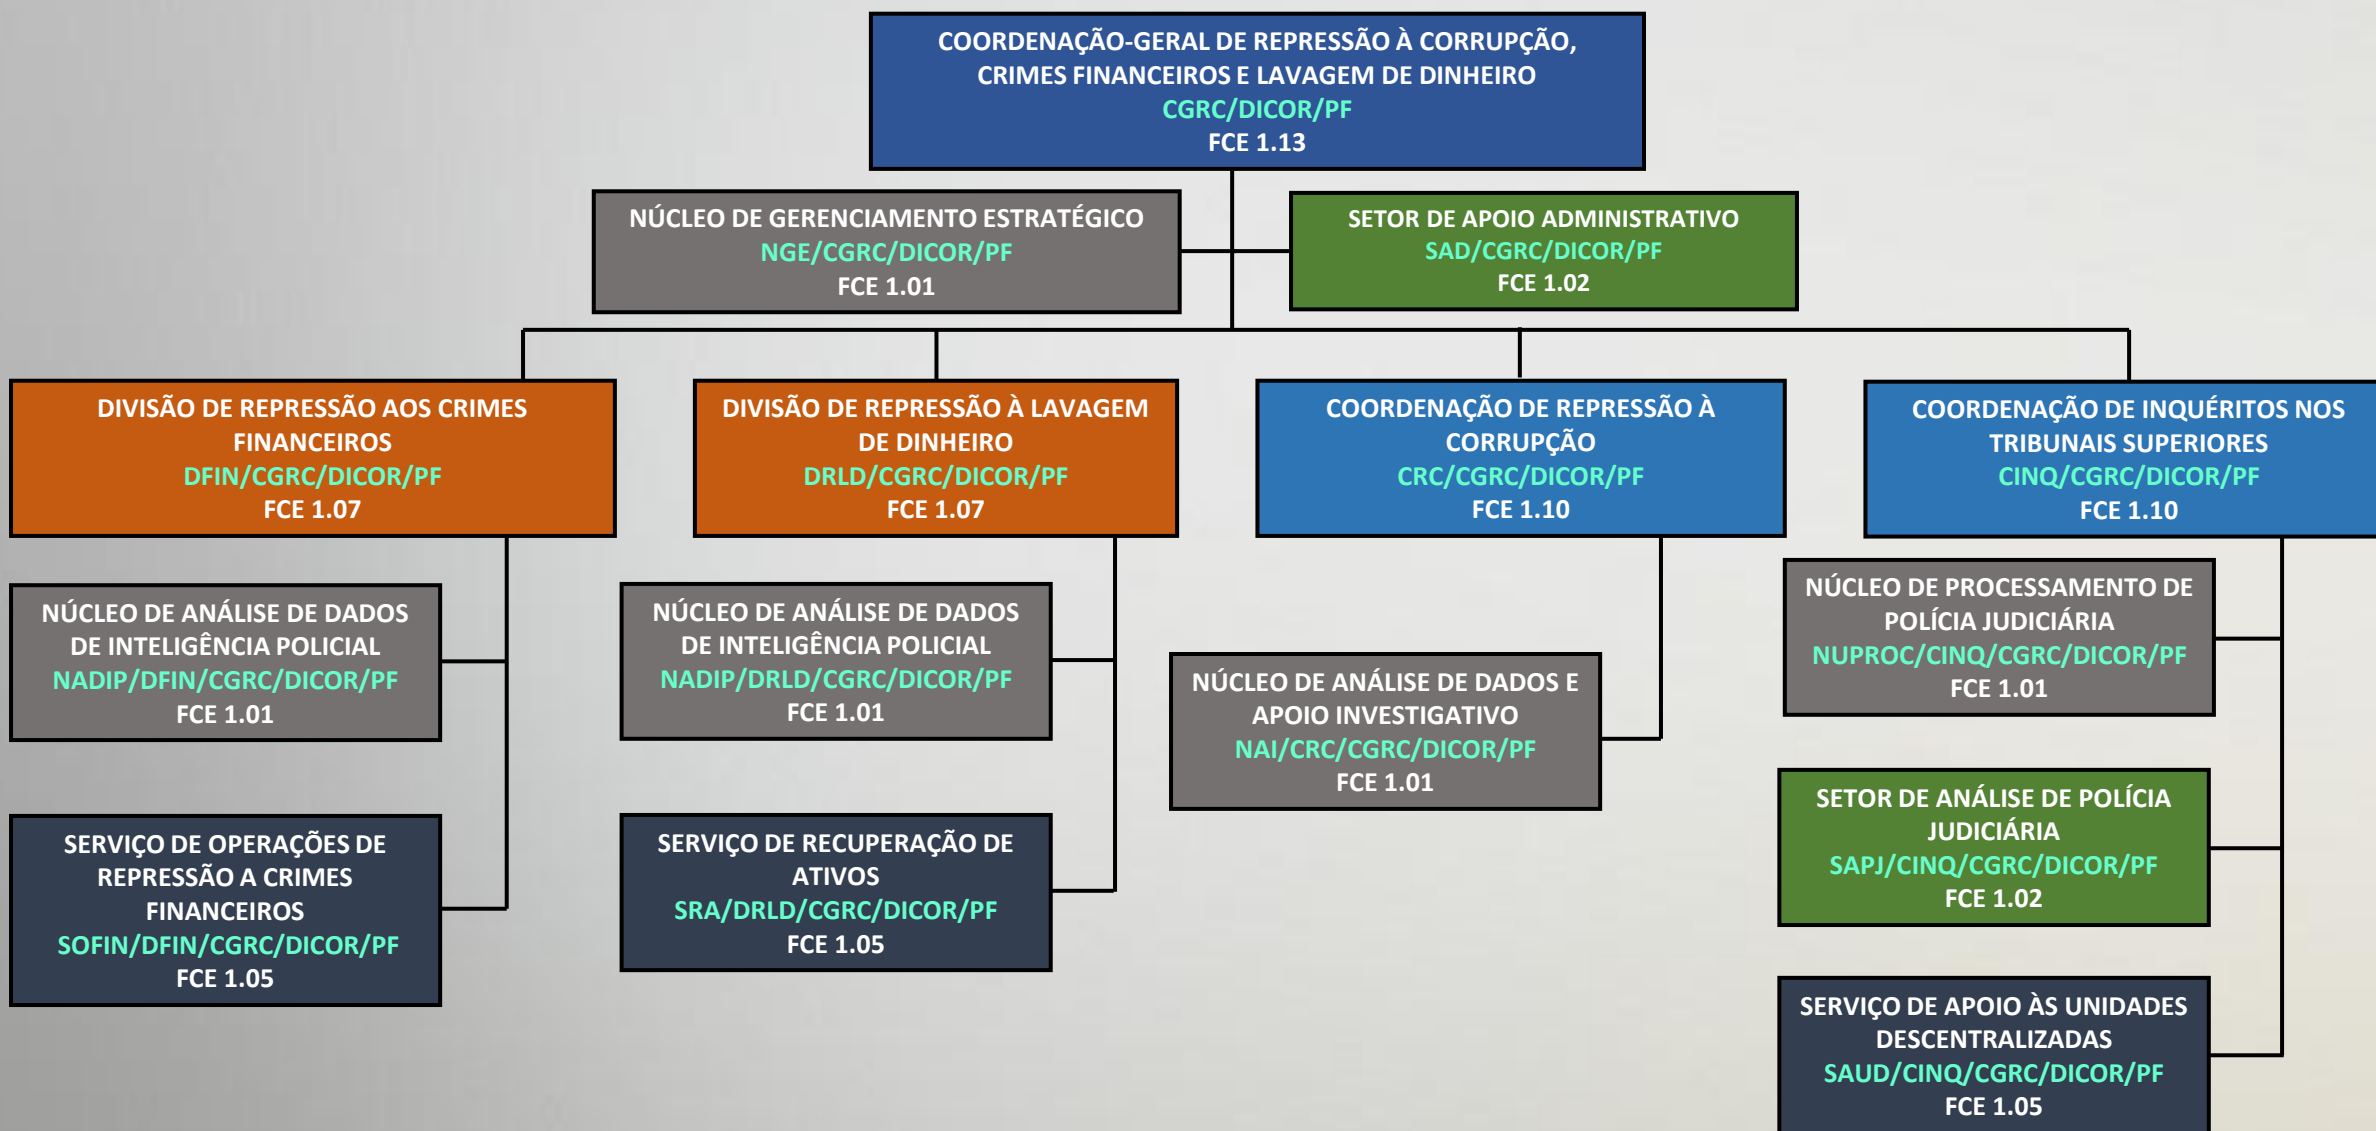 COORDENAÇÃO-GERAL DE REPRESSÃO À CORRUPÇÃO,
CRIMES FINANCEIROS E LAVAGEM DE DINHEIRO
CGRC/DICOR/PF
FCE 1.13
NÚCLEO DE GERENCIAMENTO ESTRATÉGICO
NGE/CGRC/DICOR/PF
FCE 1.01
SETOR DE APOIO ADMINISTRATIVO
SAD/CGRC/DICOR/PF
FCE 1.02
DIVISÃO DE REPRESSÃO AOS CRIMES
FINANCEIROS
DFIN/CGRC/DICOR/PF
FCE 1.07
DIVISÃO DE REPRESSÃO À LAVAGEM
DE DINHEIRO
DRLD/CGRC/DICOR/PF
FCE 1.07
COORDENAÇÃO DE REPRESSÃO À
CORRUPÇÃO
CRC/CGRC/DICOR/PF
FCE 1.10
COORDENAÇÃO DE INQUÉRITOS NOS
TRIBUNAIS SUPERIORES
CINQ/CGRC/DICOR/PF
FCE 1.10
NÚCLEO DE ANÁLISE DE DADOS
DE INTELIGÊNCIA POLICIAL
NADIP/DFIN/CGRC/DICOR/PF
FCE 1.01
NÚCLEO DE ANÁLISE DE DADOS
DE INTELIGÊNCIA POLICIAL
NADIP/DRLD/CGRC/DICOR/PF
FCE 1.01
NÚCLEO DE ANÁLISE DE DADOS E
APOIO INVESTIGATIVO
NAI/CRC/CGRC/DICOR/PF
FCE 1.01
NÚCLEO DE PROCESSAMENTO DE
POLÍCIA JUDICIÁRIA
NUPROC/CINQ/CGRC/DICOR/PF
FCE 1.01
SERVIÇO DE OPERAÇÕES DE
REPRESSÃO A CRIMES
FINANCEIROS
SOFIN/DFIN/CGRC/DICOR/PF
FCE 1.05
SERVIÇO DE RECUPERAÇÃO DE
ATIVOS
SRA/DRLD/CGRC/DICOR/PF
FCE 1.05
SETOR DE ANÁLISE DE POLÍCIA
JUDICIÁRIA
SAPJ/CINQ/CGRC/DICOR/PF
FCE 1.02
SERVIÇO DE APOIO ÀS UNIDADES
DESCENTRALIZADAS
SAUD/CINQ/CGRC/DICOR/PF
FCE 1.05